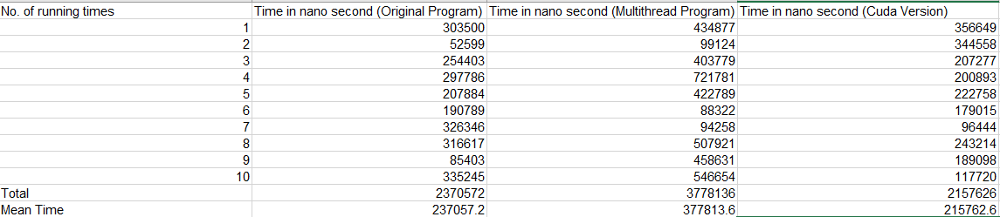 No. of running times Time in nano second (Original Program) Time in nano second (Multithread Program) Time in nano second (Cuda Version)
1 303500 434877 356649
2 52599 99124 344558
3 254403 403779 207277
4 297786 721781 200893
5 207884 422789 222758
6 190789 88322 179015
7 326346 94258 96444
8 316617 507921 243214
9 85403 458631 189098
10 335245 546654 117720
Total 2370572 3778136 2157626
Mean Time 237057.2 377813.6 215762.6